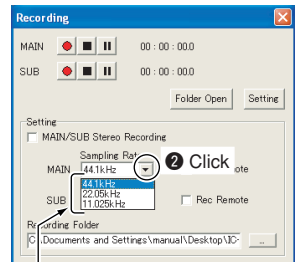 Recording
MAIN 00 : 00 : 00.0
SUB 00 : 00 : 00.0
Folder Open Setting
Setting
MAIN/SUB Stereo Recording
Sampling Rat
MAIN 44.1kHz ❷ Click ote
44.1kHz
22.05kHz
11.025kHz
SUB Rec Remote
Recording Folder
C:\Documents and Settings\manual\Desktop\IC- ...